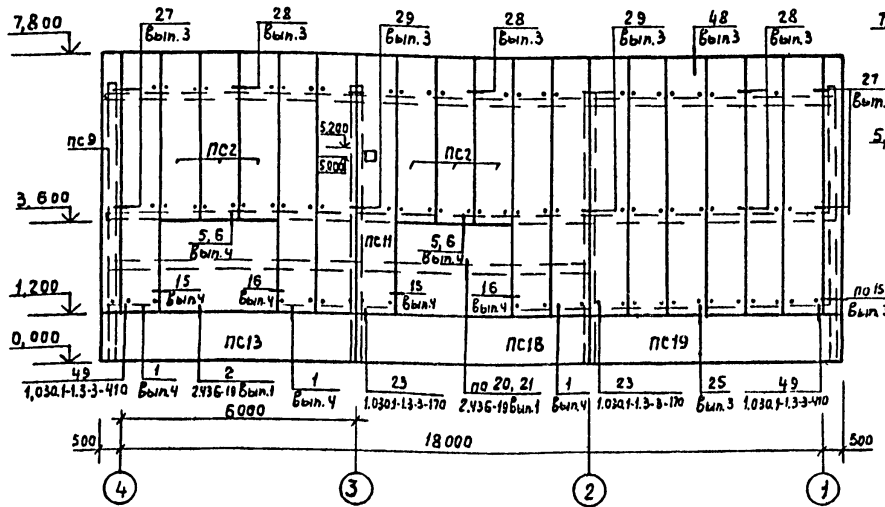 27 28 29 28 29 48 28 7
7,800 Вып.3 Вып.3 Вып.3 Вып.3 Вып.3 Вып.3 Вып.3
27
Вып.
ПС9 ПС2 5.200 ПС2
5.000
5,
3,600
5,6 ПС11 5,6
Вып.4 Вып.4
15 16 15 16
Вып.4 Вып.4 Вып.4 Вып.4
1,200 по 15
Вып.3
0,000 ПС13 ПС18 ПС19
49 1 2 1 23 по 20, 21 1 23 25 49
1,030.1-1.3-3-410 Вып.4 2.436-19 Вып.1 Вып.4 1.030.1-1.3-3-170 2.436-19 Вып.1 Вып.4 1.030.1-1.3-3-170 Вып.3 1.030.1-1.3-3-410
6000
500 18000 500
4 3 2 1